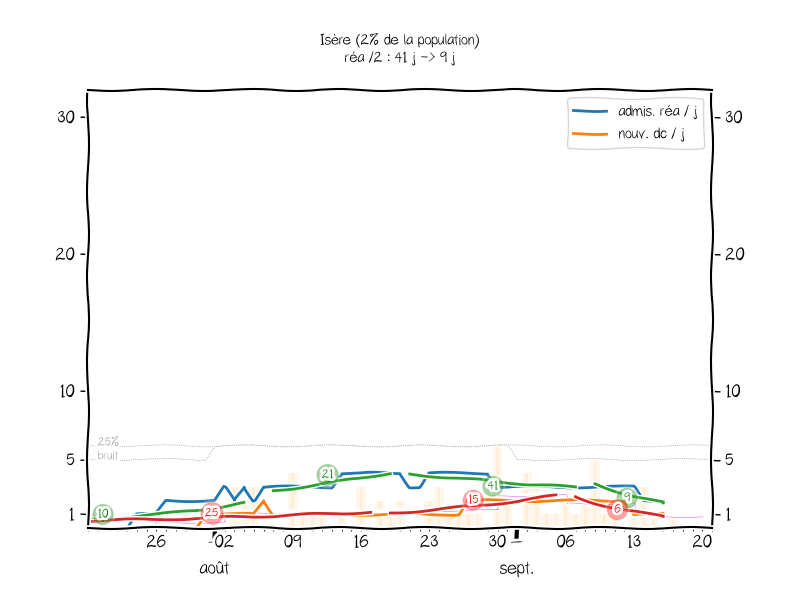 Isère (2% de la population)
réa /2 : 41 j -> 9 j
admis. réa / j
nouv. dc / j
30 30
20 20
10 10
25%
bruit
5 5
1 1
10 25 21 15 41 6 9
26 02 09 16 23 30 06 13 20
août sept.